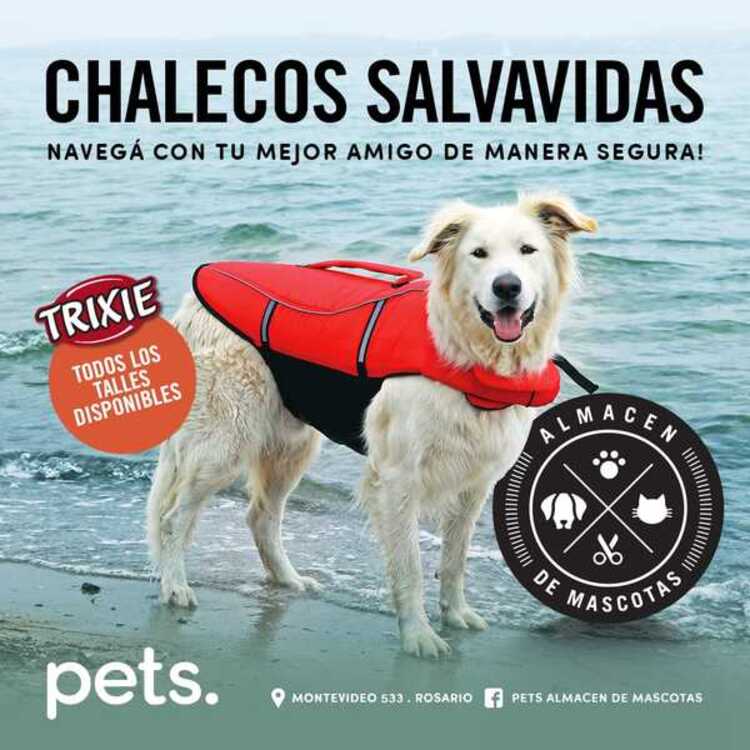 CHALECOS SALVAVIDAS
NAVEGÁ CON TU MEJOR AMIGO DE MANERA SEGURA!
TRIXIE
TODOS LOS
TALLES
DISPONIBLES
ALMACEN
DE MASCOTAS
pets.
MONTEVIDEO 533 . ROSARIO
PETS ALMACEN DE MASCOTAS